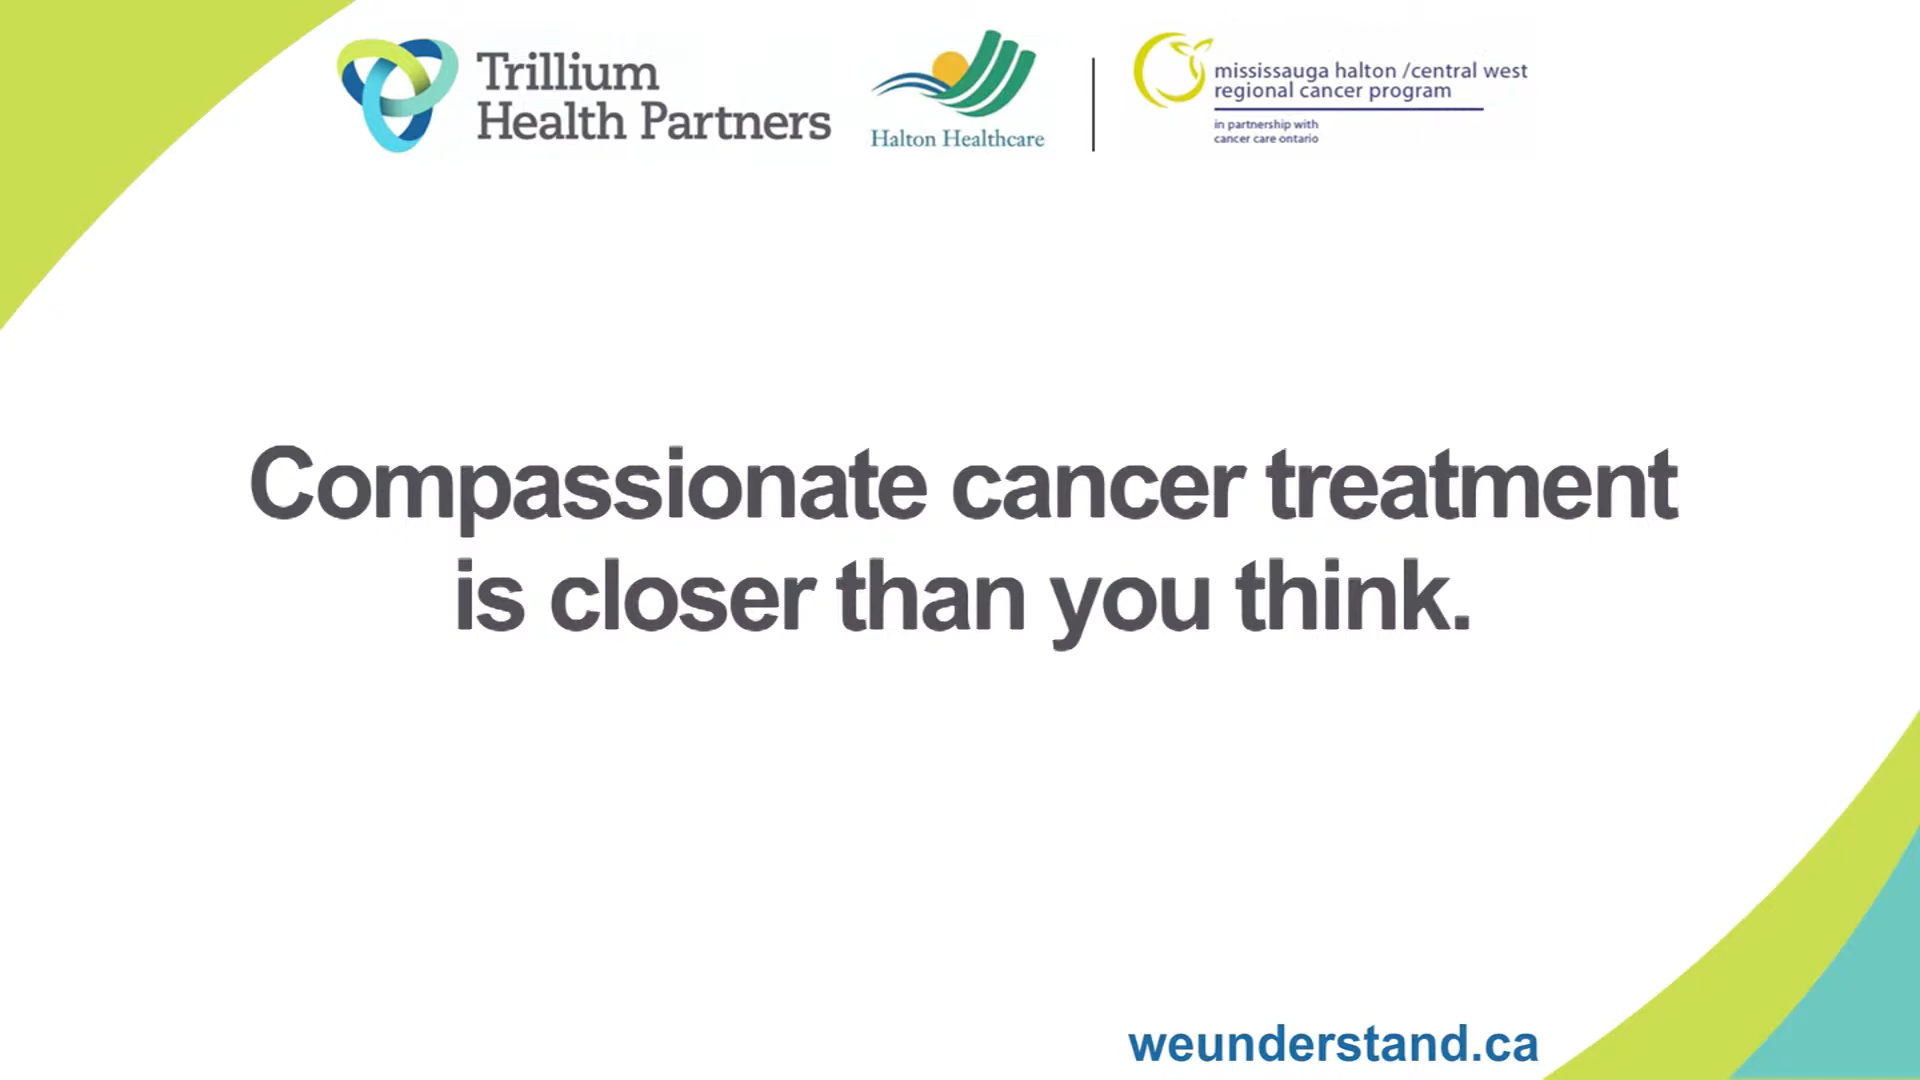 Trillium
Health Partners
Halton Healthcare
mississauga halton /central west
regional cancer program
in partnership with
cancer care ontario
Compassionate cancer treatment
is closer than you think.
weunderstand.ca